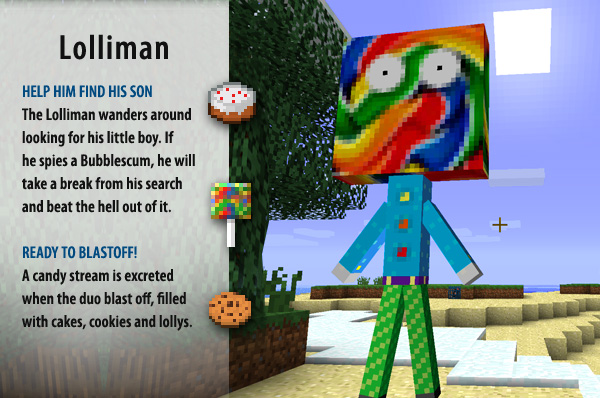 Lolliman
HELP HIM FIND HIS SON
The Lolliman wanders around
looking for his little boy. If
he spies a Bubblescum, he will
take a break from his search
and beat the hell out of it.
READY TO BLASTOFF!
A candy stream is excreted
when the duo blast off, filled
with cakes, cookies and lollys.